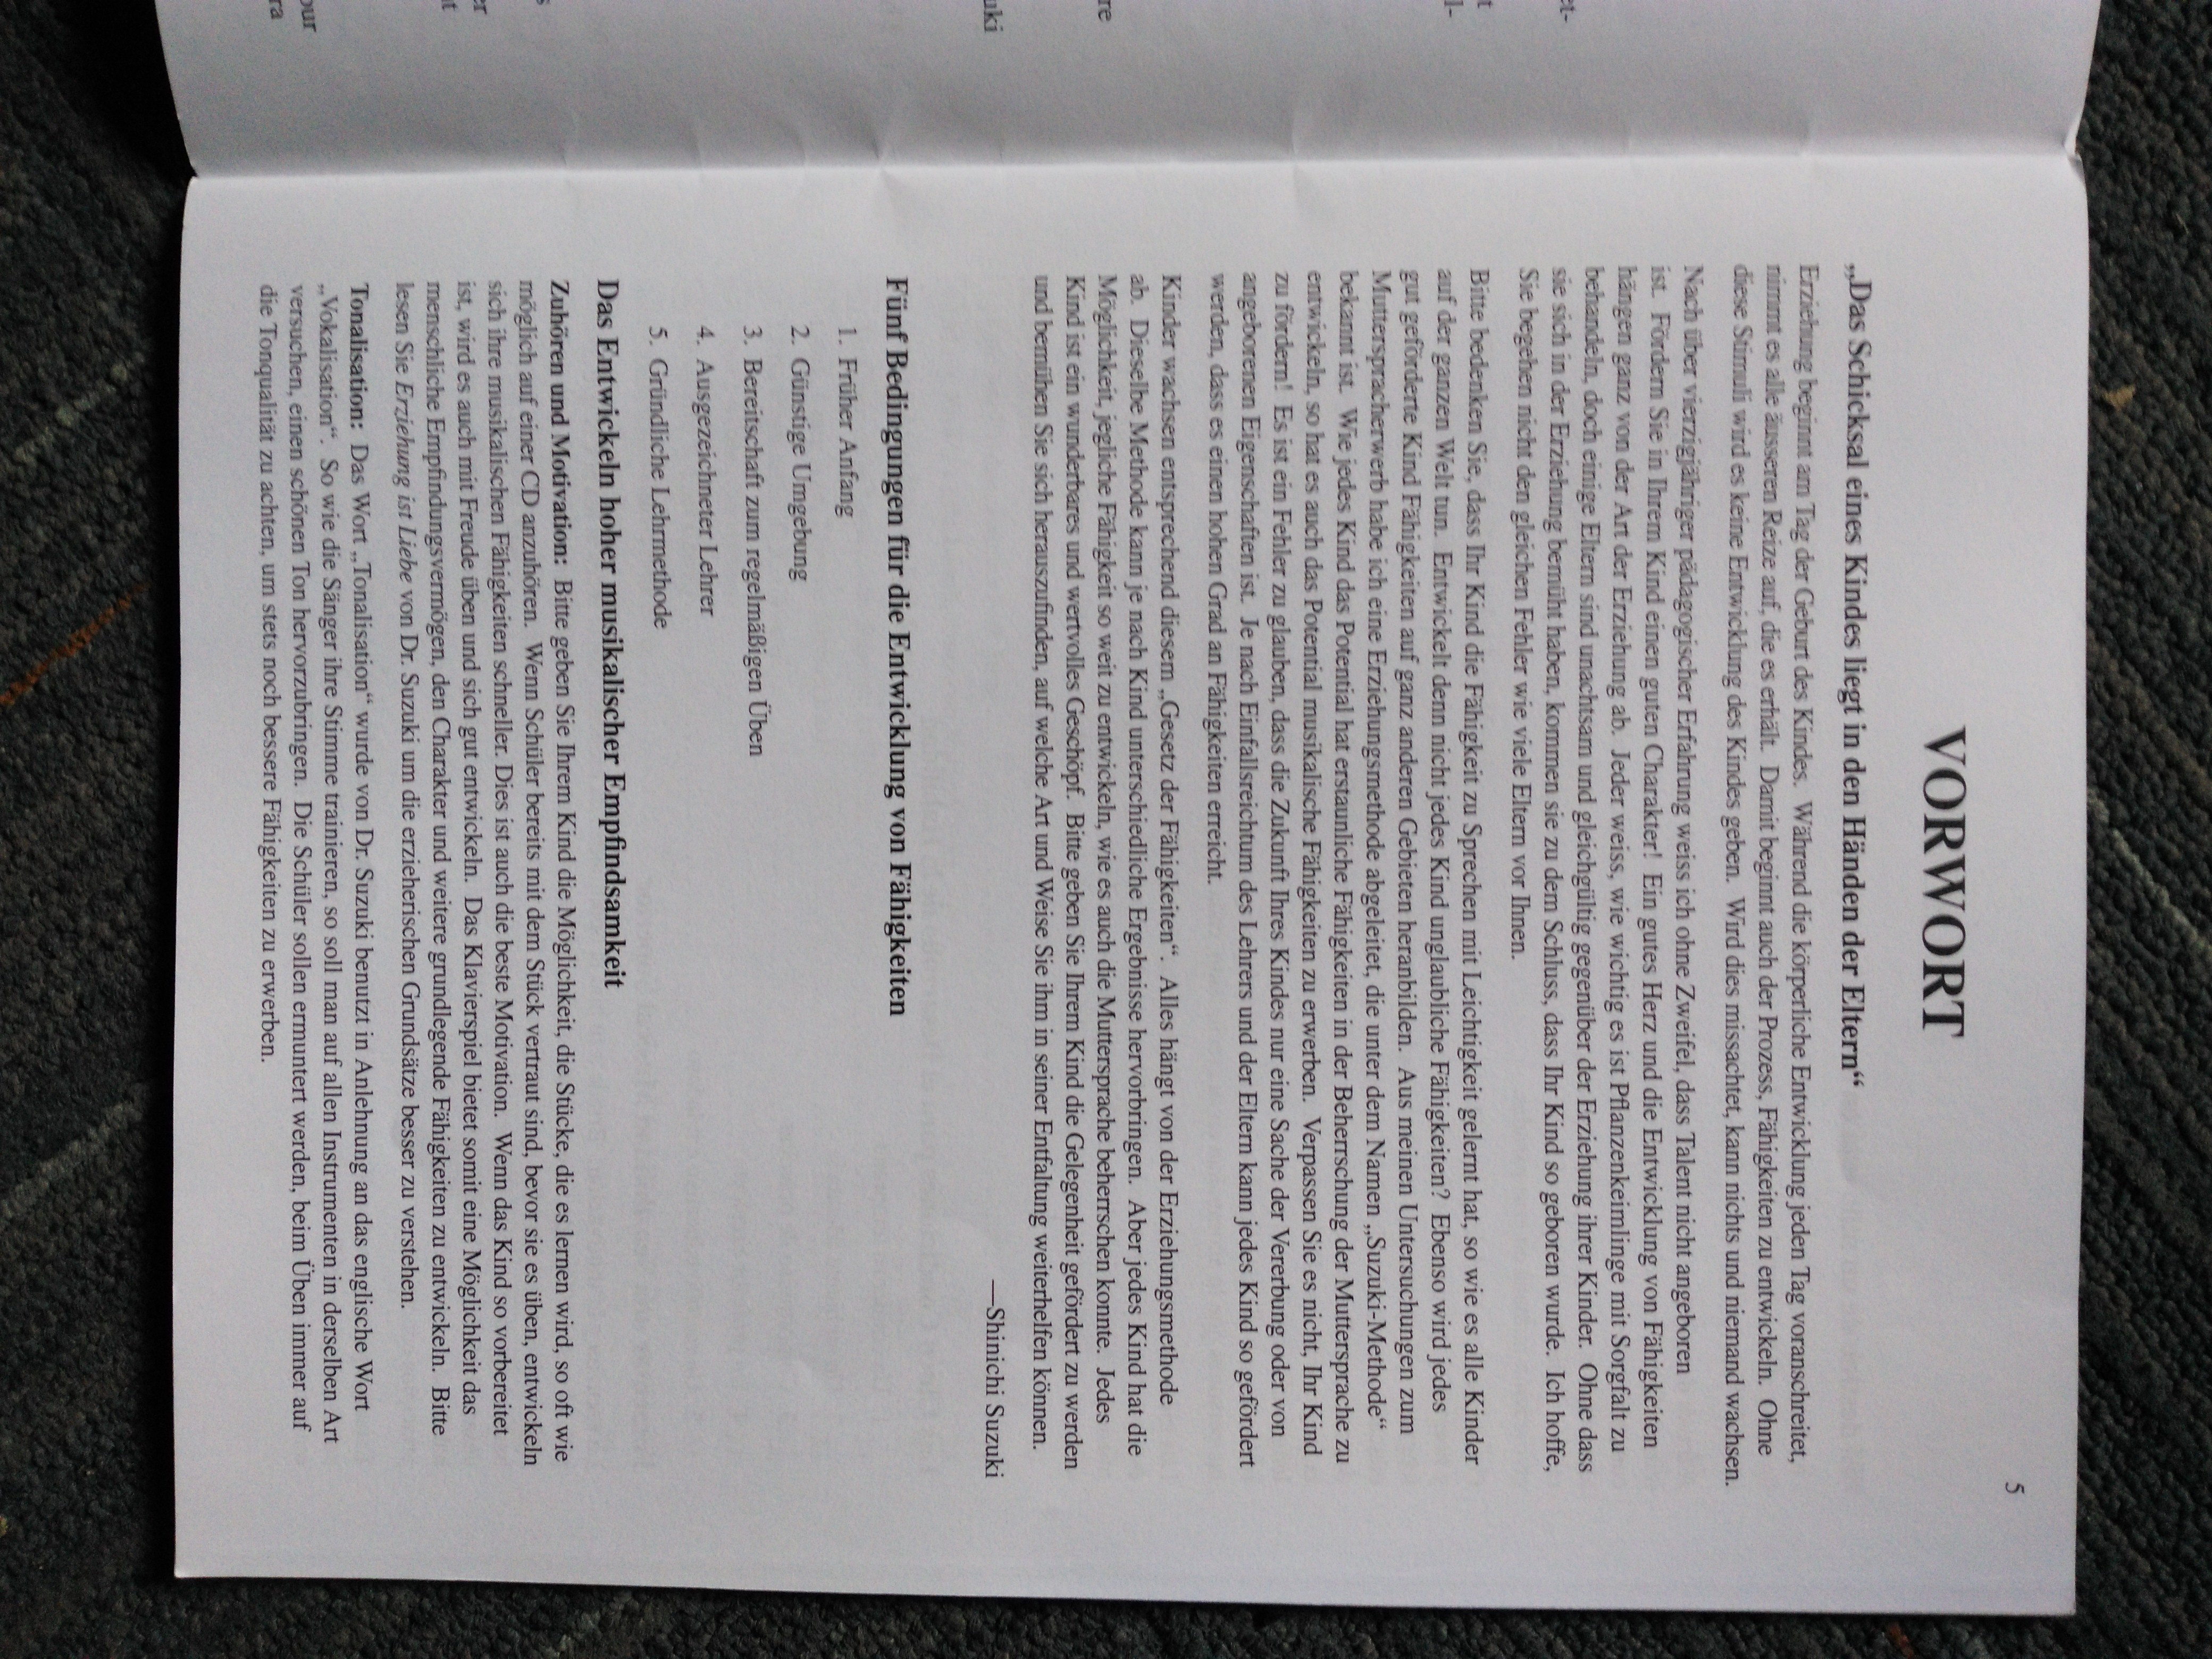 5
VORWORT
„Das Schicksal eines Kindes liegt in den Händen der Eltern“
Erziehung beginnt am Tag der Geburt des Kindes. Während die körperliche Entwicklung jeden Tag voranschreitet,
nimmt es alle äusseren Reize auf, die es erhält. Damit beginnt auch der Prozess, Fähigkeiten zu entwickeln. Ohne
diese Stimuli wird es keine Entwicklung des Kindes geben. Wird dies missachtet, kann nichts und niemand wachsen.
Nach über vierzigjähriger pädagogischer Erfahrung weiss ich ohne Zweifel, dass Talent nicht angeboren
ist. Fördern Sie in Ihrem Kind einen guten Charakter! Ein gutes Herz und die Entwicklung von Fähigkeiten
hängen ganz von der Art der Erziehung ab. Jeder weiss, wie wichtig es ist Pflanzenkeimlinge mit Sorgfalt zu
behandeln, doch einige Eltern sind unachtsam und gleichgültig gegenüber der Erziehung ihrer Kinder. Ohne dass
sie sich in der Erziehung bemüht haben, kommen sie zu dem Schluss, dass Ihr Kind so geboren wurde. Ich hoffe,
Sie begehen nicht den gleichen Fehler wie viele Eltern vor Ihnen.
Bitte bedenken Sie, dass Ihr Kind die Fähigkeit zu Sprechen mit Leichtigkeit gelernt hat, so wie es alle Kinder
auf der ganzen Welt tun. Entwickelt denn nicht jedes Kind unglaubliche Fähigkeiten? Ebenso wird jedes
gut geförderte Kind Fähigkeiten auf ganz anderen Gebieten heranbilden. Aus meinen Untersuchungen zum
Mutterspracherwerb habe ich eine Erziehungsmethode abgeleitet, die unter dem Namen „Suzuki-Methode“
bekannt ist. Wie jedes Kind das Potential hat erstaunliche Fähigkeiten in der Beherrschung der Muttersprache zu
entwickeln, so hat es auch das Potential musikalische Fähigkeiten zu erwerben. Verpassen Sie es nicht, Ihr Kind
zu fördern! Es ist ein Fehler zu glauben, dass die Zukunft Ihres Kindes nur eine Sache der Vererbung oder von
angeborenen Eigenschaften ist. Je nach Einfallsreichtum des Lehrers und der Eltern kann jedes Kind so gefördert
werden, dass es einen hohen Grad an Fähigkeiten erreicht.
Kinder wachsen entsprechend diesem „Gesetz der Fähigkeiten“. Alles hängt von der Erziehungsmethode
ab. Dieselbe Methode kann je nach Kind unterschiedliche Ergebnisse hervorbringen. Aber jedes Kind hat die
Möglichkeit, jegliche Fähigkeit so weit zu entwickeln, wie es auch die Muttersprache beherrschen konnte. Jedes
Kind ist ein wunderbares und wertvolles Geschöpf. Bitte geben Sie Ihrem Kind die Gelegenheit gefördert zu werden
und bemühen Sie sich herauszufinden, auf welche Art und Weise Sie ihm in seiner Entfaltung weiterhelfen können.
—Shinichi Suzuki
Fünf Bedingungen für die Entwicklung von Fähigkeiten
1. Früher Anfang
2. Günstige Umgebung
3. Bereitschaft zum regelmäßigen Üben
4. Ausgezeichneter Lehrer
5. Gründliche Lehrmethode
Das Entwickeln hoher musikalischer Empfindsamkeit
Zuhören und Motivation: Bitte geben Sie Ihrem Kind die Möglichkeit, die Stücke, die es lernen wird, so oft wie
möglich auf einer CD anzuhören. Wenn Schüler bereits mit dem Stück vertraut sind, bevor sie es üben, entwickeln
sich ihre musikalischen Fähigkeiten schneller. Dies ist auch die beste Motivation. Wenn das Kind so vorbereitet
ist, wird es auch mit Freude üben und sich gut entwickeln. Das Klavierspiel bietet somit eine Möglichkeit das
menschliche Empfindungsvermögen, den Charakter und weitere grundlegende Fähigkeiten zu entwickeln. Bitte
lesen Sie Erziehung ist Liebe von Dr. Suzuki um die erzieherischen Grundsätze besser zu verstehen.
Tonalisation: Das Wort „Tonalisation“ wurde von Dr. Suzuki benutzt in Anlehnung an das englische Wort
„Vokalisation“. So wie die Sänger ihre Stimme trainieren, so soll man auf allen Instrumenten in derselben Art
versuchen, einen schönen Ton hervorzubringen. Die Schüler sollen ermuntert werden, beim Üben immer auf
die Tonqualität zu achten, um stets noch bessere Fähigkeiten zu erwerben.